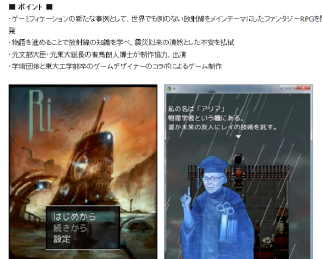 ■ ポイント ■
・ゲーミフィケーションの新たな事例として、世界でも例のない放射線をメインテーマにしたファンタジーRPGを開
発
・物語を進めることで放射線の知識を学べ、震災以来の漠然とした不安を払拭
・元文部大臣・元東大総長の有馬朗人博士が制作協力、出演
・学術団体と東大工学部卒のゲームデザイナーのコラボによるゲーム制作
Ri
はじめから
続きから
設定
私の名は「アリマ」
物理学者という職にある。
遥か未来の友人にレイの技術を託す。